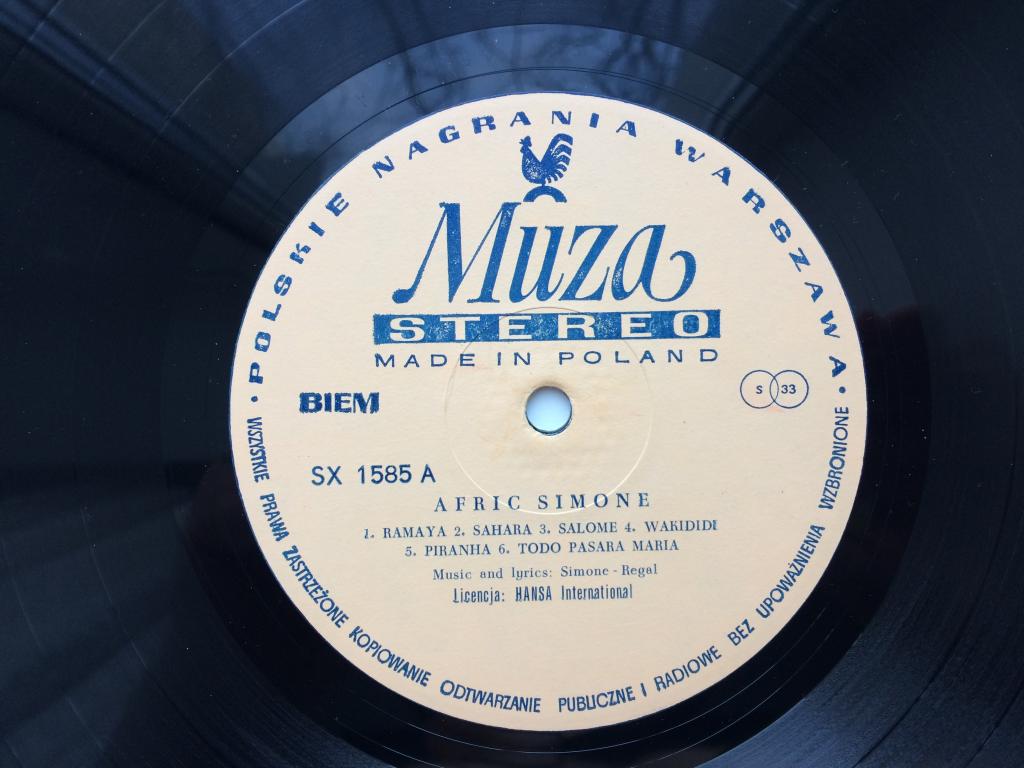 • POLSKIE NAGRANIA WARSZAWA •
Muza
STEREO
MADE IN POLAND
BIEM
S 33
SX 1585 A
AFRIC SIMONE
1. RAMAYA 2. SAHARA 3. SALOME 4. WAKIDIDI
5. PIRANHA 6. TODO PASARA MARIA
Music and lyrics: Simone - Regal
Licencja: HANSA International
WSZYSTKIE PRAWA ZASTRZEŻONE KOPIOWANIE ODTWARZANIE PUBLICZNE I RADIOWE BEZ UPOWAŻNIENIA WZBRONIONE